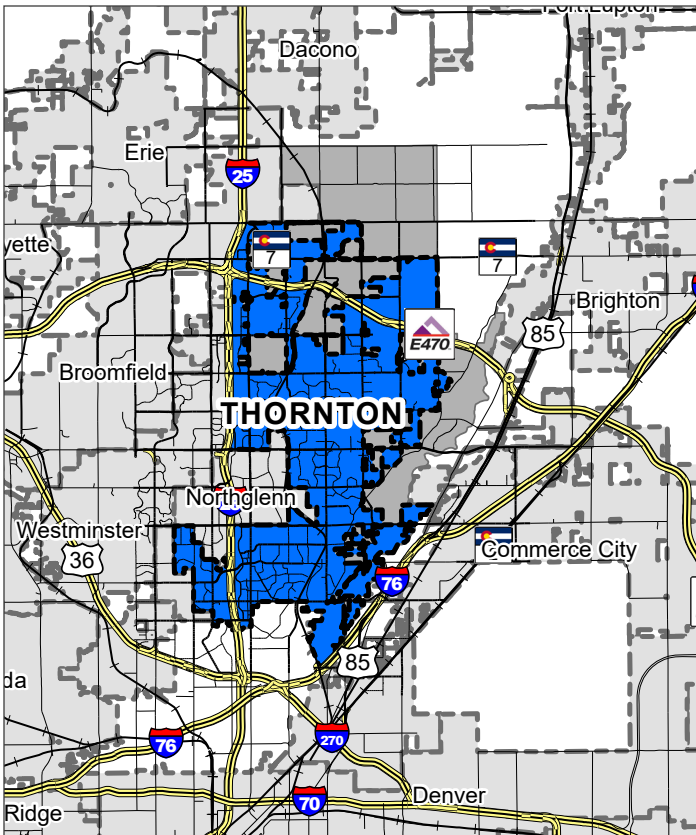 Fort Lupton
Dacono
Erie
25
yette
7
7
Brighton
85
E470
Broomfield
THORNTON
Northglenn
Westminster
36
Commerce City
76
85
da
76
270
Denver
70
Ridge